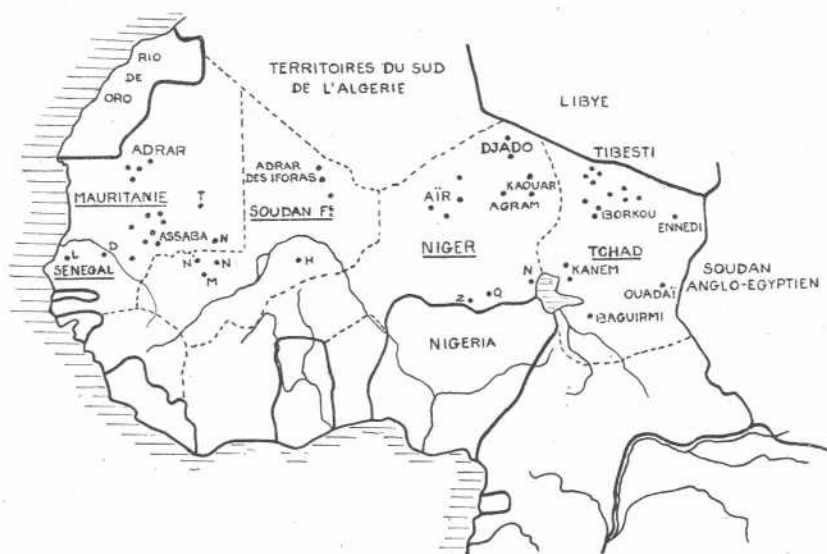 RIO
DE
ORO
TERRITOIRES DU SUD
DE L'ALGERIE
LIBYE
ADRAR
ADRAR
DES IFORAS
DJADO
TIBESTI
MAURITANIE
T
SOUDAN Fs
AÏR
KAOUAR
AGRAM
BORKOU
ENNEDI
ASSABA
N
N
N
M
L
D
SENEGAL
H
NIGER
TCHAD
N
KANEM
SOUDAN
ANGLO-EGYPTIEN
OUADAÏ
Z
Q
BAGUIRMI
NIGERIA